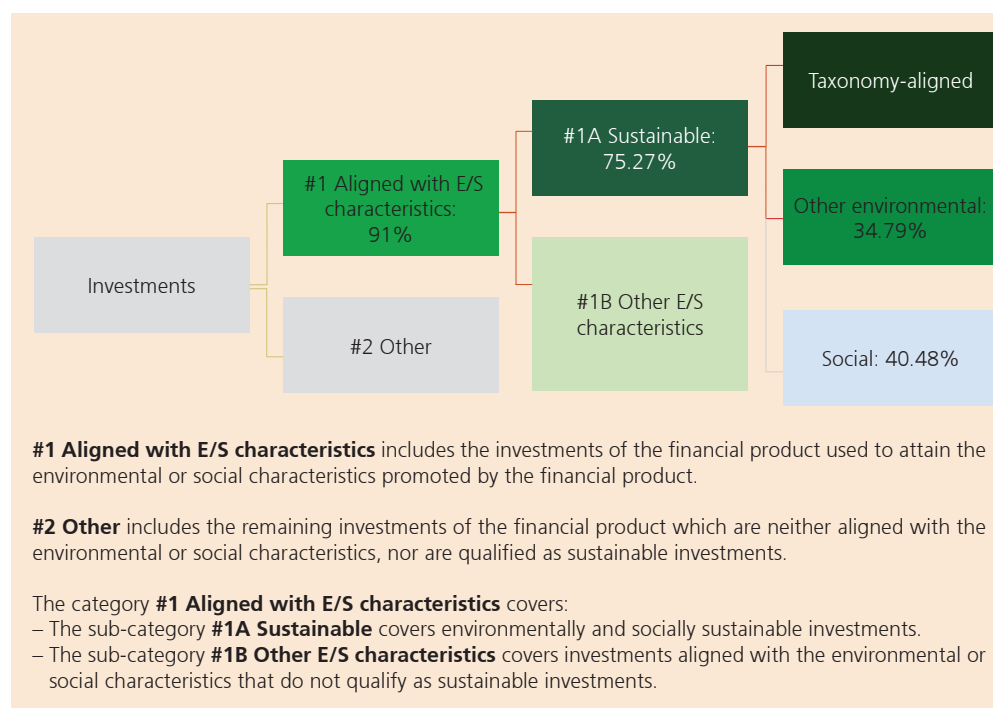 Investments
#1 Aligned with E/S
characteristics:
91%
#2 Other
#1A Sustainable:
75.27%
#1B Other E/S
characteristics
Taxonomy-aligned
Other environmental:
34.79%
Social: 40.48%
#1 Aligned with E/S characteristics includes the investments of the financial product used to attain the
environmental or social characteristics promoted by the financial product.
#2 Other includes the remaining investments of the financial product which are neither aligned with the
environmental or social characteristics, nor are qualified as sustainable investments.
The category #1 Aligned with E/S characteristics covers:
– The sub-category #1A Sustainable covers environmentally and socially sustainable investments.
– The sub-category #1B Other E/S characteristics covers investments aligned with the environmental or
social characteristics that do not qualify as sustainable investments.